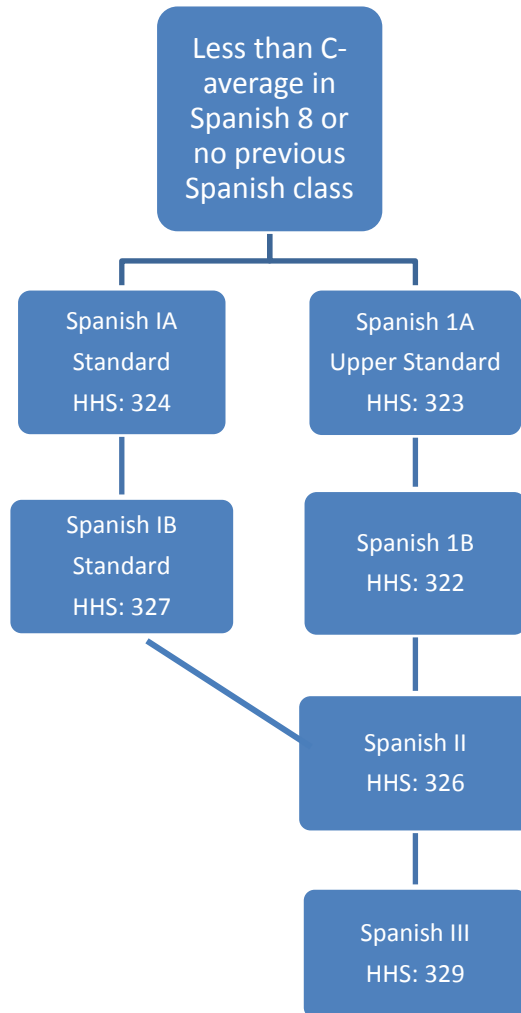 Less than C-
average in
Spanish 8 or
no previous
Spanish class
Spanish IA
Standard
HHS: 324
Spanish 1A
Upper Standard
HHS: 323
Spanish IB
Standard
HHS: 327
Spanish 1B
HHS: 322
Spanish II
HHS: 326
Spanish III
HHS: 329